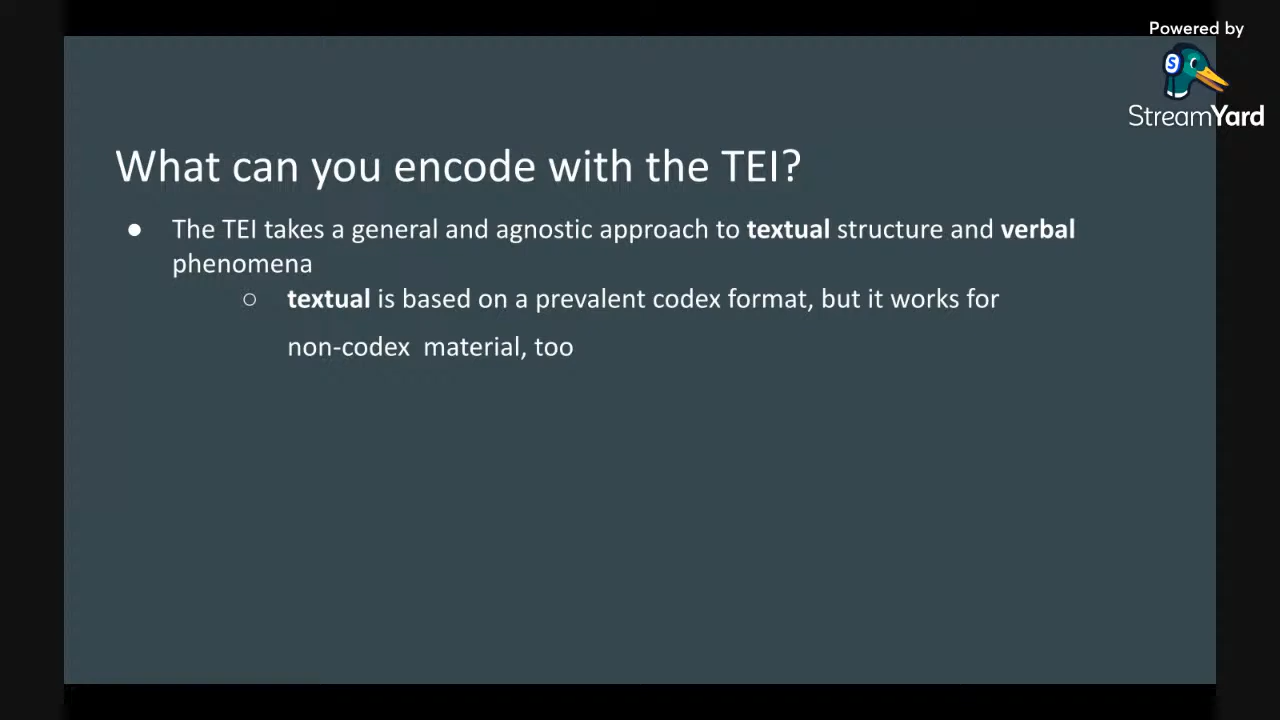 Powered by
S
StreamYard
What can you encode with the TEI?
● The TEI takes a general and agnostic approach to textual structure and verbal
phenomena
○ textual is based on a prevalent codex format, but it works for
non-codex  material, too